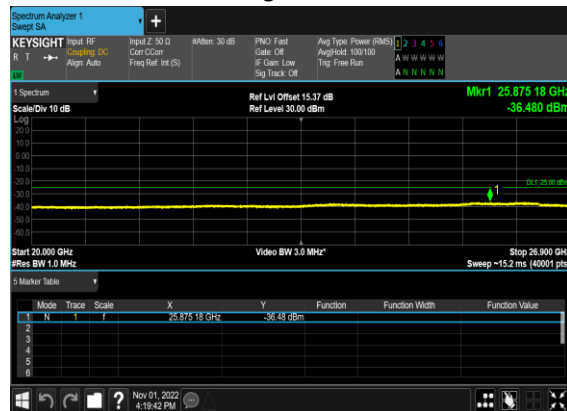 Spectrum Analyzer 1
Swept SA
+
KEYSIGHT Input: RF Input Z: 50 Ω #Atten: 30 dB PNO: Fast Avg Type: Power (RMS) 1 2 3 4 5 6
R T Coupling: DC Corr CCorr Gate: Off Avg|Hold: 100/100 A W W W W W
Align: Auto Freq Ref: Int (S) IF Gain: Low Trig: Free Run
LXI Sig Track: Off A N N N N N
1 Spectrum Ref Lvl Offset 15.37 dB Mkr1 25.875 18 GHz
Scale/Div 10 dB Ref Level 30.00 dBm -36.480 dBm
Log
20.0
10.0
0.00
-10.0
-20.0
DL1 25.00 dBm
-30.0
1
-40.0
-50.0
-60.0
Start 20.000 GHz Video BW 3.0 MHz* Stop 26.900 GHz
#Res BW 1.0 MHz Sweep ~15.2 ms (40001 pts)
5 Marker Table
Mode Trace Scale X Y Function Function Width Function Value
1 N 1 f 25.875 18 GHz -36.48 dBm
2
3
4
5
6
? Nov 01, 2022
4:19:42 PM